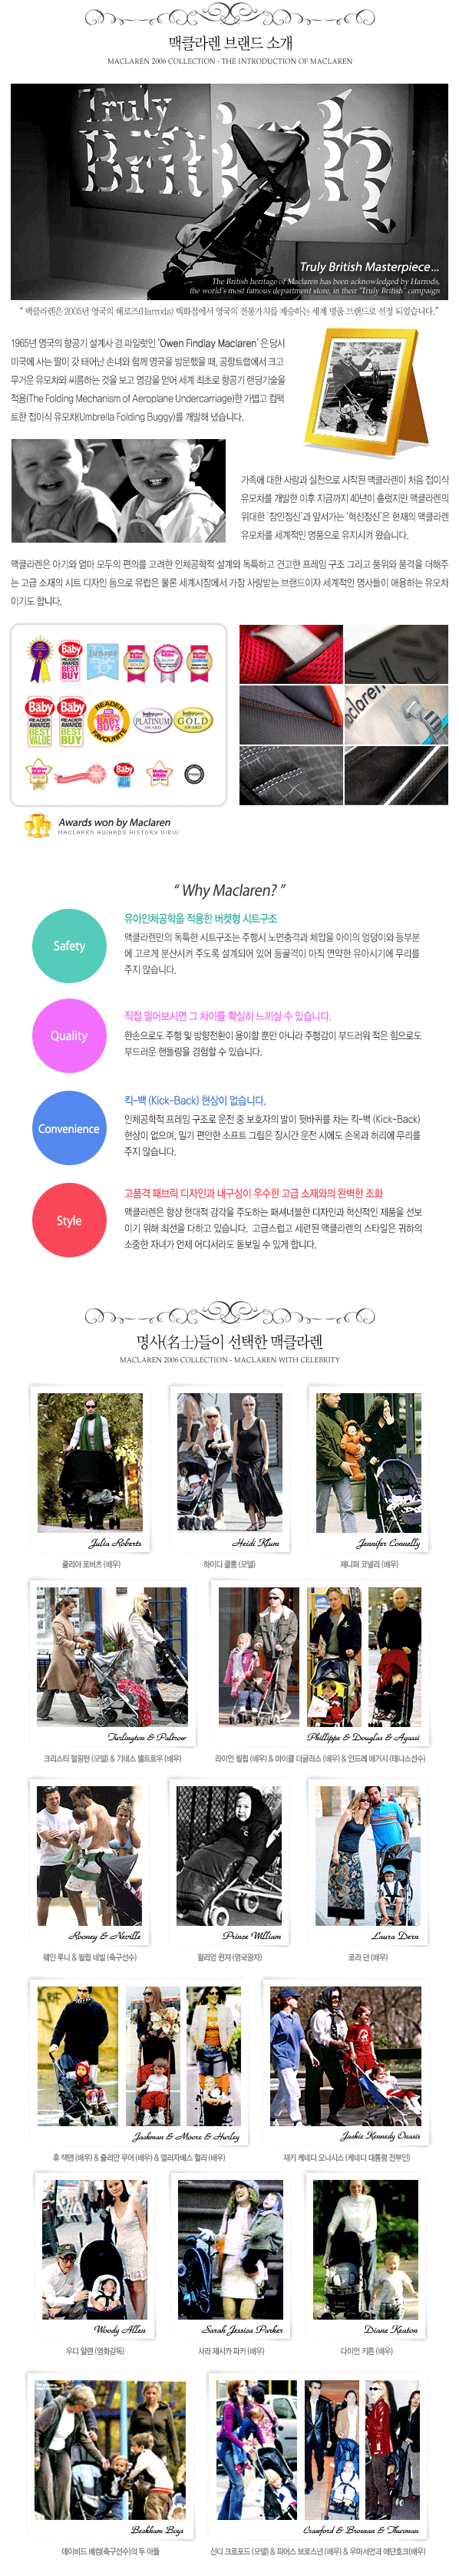 맥클라렌 브랜드 소개
MACLAREN 2006 COLLECTION - THE INTRODUCTION OF MACLAREN
Truly
British
Truly British Masterpiece...
The British heritage of Maclaren has been acknowledged by Harrods,
the world's most famous department store, in their "Truly British" campaign
" 맥클라렌은 2005년 영국의 해로즈(Harrods) 백화점에서 영국의 전통가치를 계승하는 세계 명품 브랜드로 선정 되었습니다."
1965년 영국의 항공기 설계사 겸 파일럿인 'Owen Findlay Maclaren' 은 당시
미국에 사는 딸이 갓 태어난 손녀와 함께 영국을 방문했을 때, 공항트랩에서 크고
무거운 유모차와 씨름하는 것을 보고 영감을 얻어 세계 최초로 항공기 랜딩기술을
적용(The Folding Mechanism of Aeroplane Undercarriage)한 가볍고 컴팩
트한 접이식 유모차(Umbrella Folding Buggy)를 개발해 냈습니다.
가족에 대한 사랑과 실천으로 시작된 맥클라렌이 처음 접이식
유모차를 개발한 이후 지금까지 40년이 흘렀지만 맥클라렌의
위대한 '장인정신'과 앞서가는 '혁신정신'은 현재의 맥클라렌
유모차를 세계적인 명품으로 유지시켜 왔습니다.
맥클라렌은 아기와 엄마 모두의 편의를 고려한 인체공학적 설계와 독특하고 견고한 프레임 구조 그리고 품위와 품격을 더해주
는 고급 소재의 시트 디자인 등으로 유럽은 물론 세계시장에서 가장 사랑받는 브랜드이자 세계적인 명사들이 애용하는 유모차
이기도 합니다.
Baby
READER
AWARDS
BEST
BUY
Junior
Baby Baby
READER READER
AWARDS AWARDS
BEST BEST
VALUE BUY
READER
BABY
BUYS
FAVOURITE
PLATINUM
AWARD
GOLD
AWARD
Baby
BEST
VALUE
Awards won by Maclaren
MACLAREN AWARDS HISTORY VIEW
" Why Maclaren? "
Safety
유아인체공학을 적용한 버켓형 시트구조
맥클라렌만의 독특한 시트구조는 주행시 노면충격과 체압을 아이의 엉덩이와 등부분
에 고르게 분산시켜 주도록 설계되어 있어 등골격이 아직 연약한 유아시기에 무리를
주지 않습니다.
Quality
직접 밀어보시면 그 차이를 확실히 느끼실 수 있습니다.
한손으로도 주행 및 방향전환이 용이할 뿐만 아니라 주행감이 부드러워 적은 힘으로도
부드러운 핸들링을 경험할 수 있습니다.
Convenience
킥-백 (Kick-Back) 현상이 없습니다.
인체공학적 프레임 구조로 운전 중 보호자의 발이 뒷바퀴를 차는 킥-백 (Kick-Back)
현상이 없으며, 밀기 편안한 소프트 그립은 장시간 운전 시에도 손목과 허리에 무리를
주지 않습니다.
Style
고품격 패브릭 디자인과 내구성이 우수한 고급 소재와의 완벽한 조화
맥클라렌은 항상 현대적 감각을 주도하는 패셔너블한 디자인과 혁신적인 제품을 선보
이기 위해 최선을 다하고 있습니다. 고급스럽고 세련된 맥클라렌의 스타일은 귀하의
소중한 자녀가 언제 어디서라도 돋보일 수 있게 합니다.
명사(名士)들이 선택한 맥클라렌
MACLAREN 2006 COLLECTION - MACLAREN WITH CELEBRITY
Julia Roberts
Heidi Klum
Jennifer Connelly
줄리아 로버츠 (배우)
하이디 클룸 (모델)
제니퍼 코넬리 (배우)
Turlington & Paltrow
Phillipps & Douglas & Agassi
크리스티 털링턴 (모델) & 기네스 팰트로우 (배우)
라이언 필립 (배우) & 마이클 더글라스 (배우) & 안드레 애거시 (테니스선수)
Rooney & Neville
Prince William
Laura Dern
웨인 루니 & 필립 네빌 (축구선수)
윌리엄 윈저 (영국왕자)
로라 던 (배우)
Jackman & Moore & Hurley
Jackie Kennedy Onasis
휴 잭맨 (배우) & 줄리안 무어 (배우) & 엘리자베스 헐리 (배우)
재키 케네디 오나시스 (케네디 대통령 전부인)
Woody Allen
Sarah Jessica Parker
Diane Keaton
우디 알랜 (영화감독)
사라 제시카 파커 (배우)
다이언 키튼 (배우)
Beckham Boys
Crawford & Brosnan & Thurman
데이비드 베컴(축구선수)의 두 아들
신디 크로포드 (모델) & 피어스 브로스넌 (배우) & 우마서먼과 에단호크(배우)